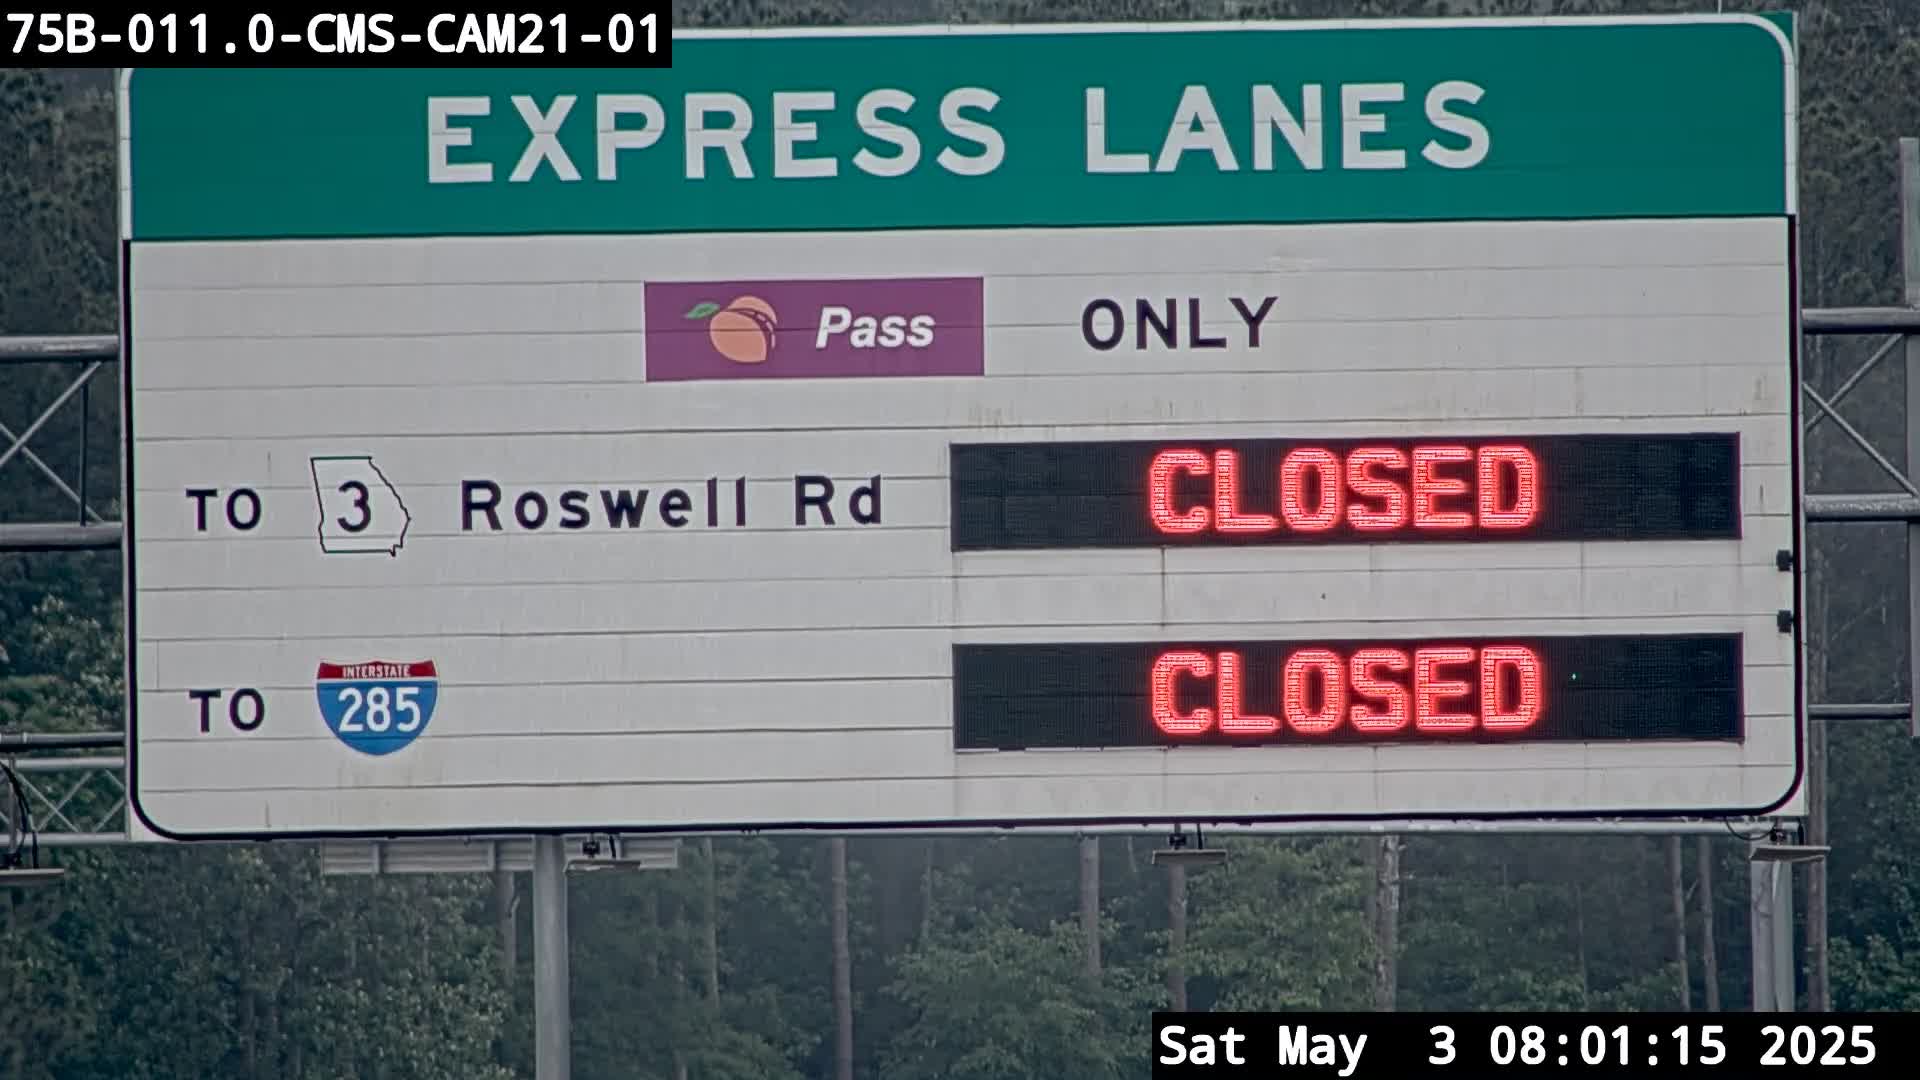 75B-011.0-CMS-CAM21-01
EXPRESS LANES
Pass ONLY
TO 3 Roswell Rd CLOSED
INTERSTATE
TO 285 CLOSED
Sat May 3 08:01:15 2025